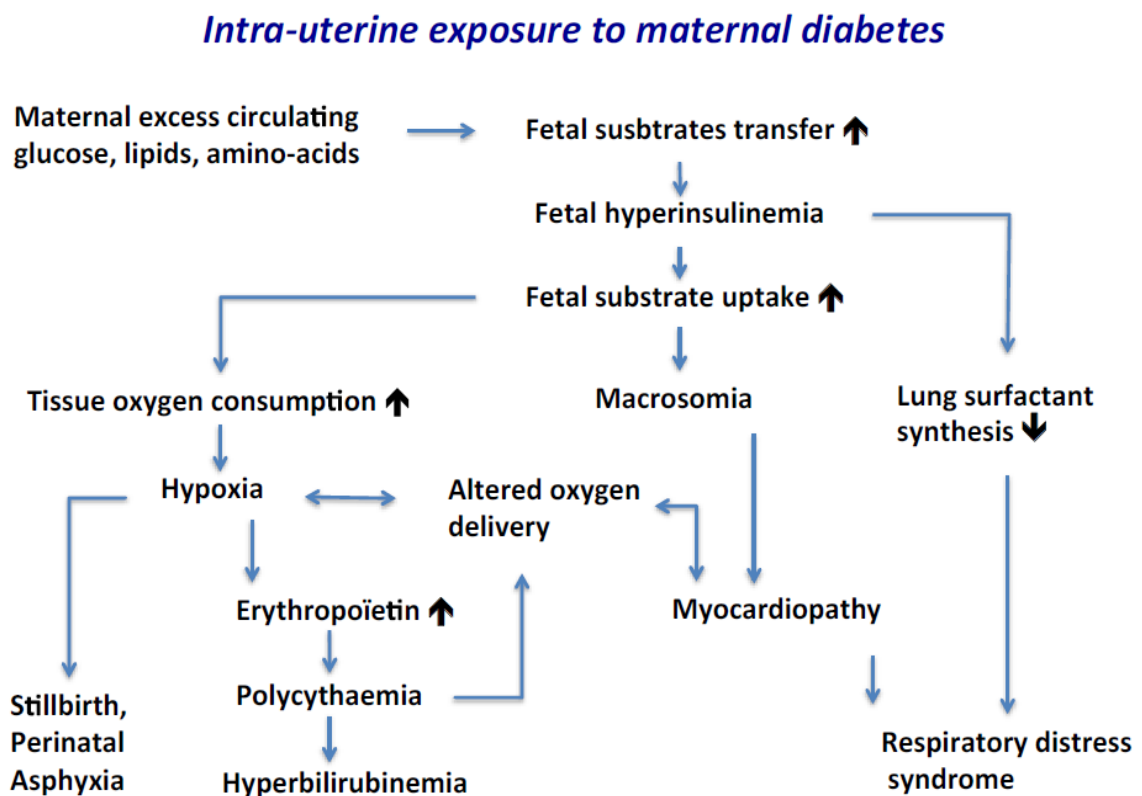 Intra-uterine exposure to maternal diabetes
Maternal excess circulating
glucose, lipids, amino-acids
Fetal susbtrates transfer
Fetal hyperinsulinemia
Fetal substrate uptake
Tissue oxygen consumption
Macrosomia
Lung surfactant
synthesis
Hypoxia
Altered oxygen
delivery
Erythropoïetin
Myocardiopathy
Polycythaemia
Stillbirth,
Perinatal
Asphyxia
Hyperbilirubinemia
Respiratory distress
syndrome